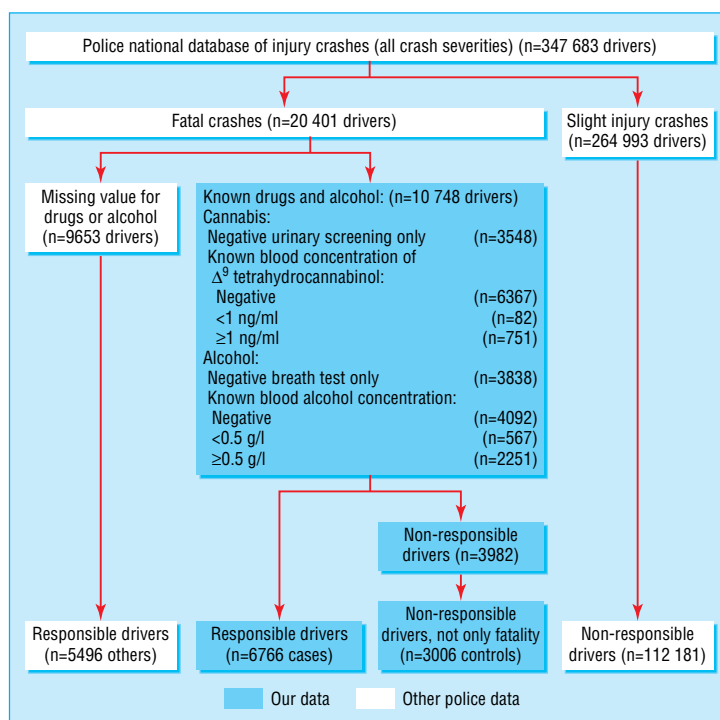 Police national database of injury crashes (all crash severities) (n=347 683 drivers)
Fatal crashes (n=20 401 drivers)
Slight injury crashes
(n=264 993 drivers)
Missing value for
drugs or alcohol
(n=9653 drivers)
Known drugs and alcohol: (n=10 748 drivers)
Cannabis:
Negative urinary screening only (n=3548)
Known blood concentration of
Δ⁹ tetrahydrocannabinol:
Negative (n=6367)
<1 ng/ml (n=82)
≥1 ng/ml (n=751)
Alcohol:
Negative breath test only (n=3838)
Known blood alcohol concentration:
Negative (n=4092)
<0.5 g/l (n=567)
≥0.5 g/l (n=2251)
Non-responsible
drivers (n=3982)
Responsible drivers
(n=5496 others)
Responsible drivers
(n=6766 cases)
Non-responsible
drivers, not only fatality
(n=3006 controls)
Non-responsible
drivers (n=112 181)
Our data
Other police data